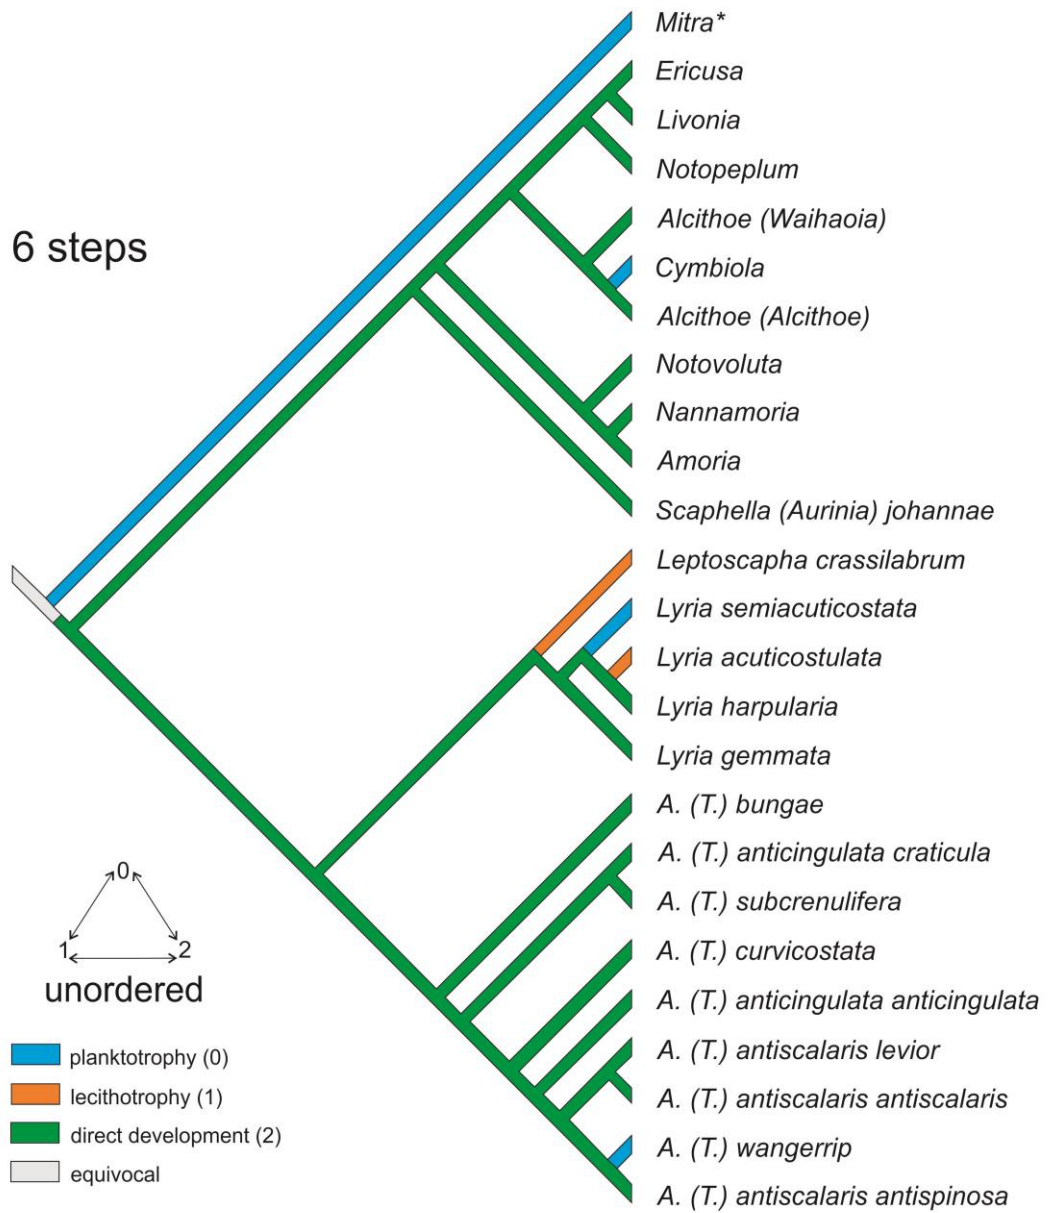 Mitra*
Ericusa
Livonia
Notopeplum
6 steps
Alcithoe (Waihaoia)
Cymbiola
Alcithoe (Alcithoe)
Notovoluta
Nannamoria
Amoria
Scaphella (Aurinia) johannae
Leptoscapha crassilabrum
Lyria semiacuticostata
Lyria acuticostulata
Lyria harpularia
Lyria gemmata
A. (T.) bungae
A. (T.) anticingulata craticula
A. (T.) subcrenulifera
A. (T.) curvicostata
A. (T.) anticingulata anticingulata
A. (T.) antiscalaris levior
A. (T.) antiscalaris antiscalaris
A. (T.) wangerrip
A. (T.) antiscalaris antispinosa
0
1 2
unordered
planktotrophy (0)
lecithotrophy (1)
direct development (2)
equivocal